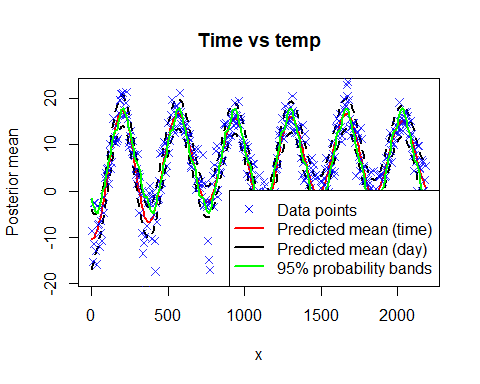 Time vs temp
Posterior mean
20
10
0
-10
-20
Data points
Predicted mean (time)
Predicted mean (day)
95% probability bands
0
500
1000
1500
2000
x